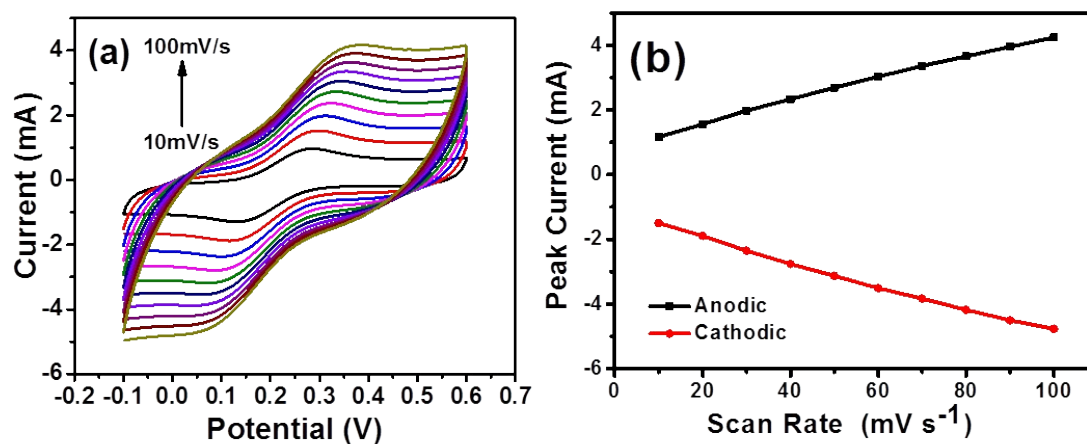 (a)
100mV/s
10mV/s
Current (mA)
4
2
0
-2
-4
-6
-0.2 -0.1 0.0 0.1 0.2 0.3 0.4 0.5 0.6 0.7
Potential (V)
(b)
Peak Current (mA)
4
2
0
-2
-4
-6
Anodic
Cathodic
0 20 40 60 80 100
Scan Rate (mV s-1)